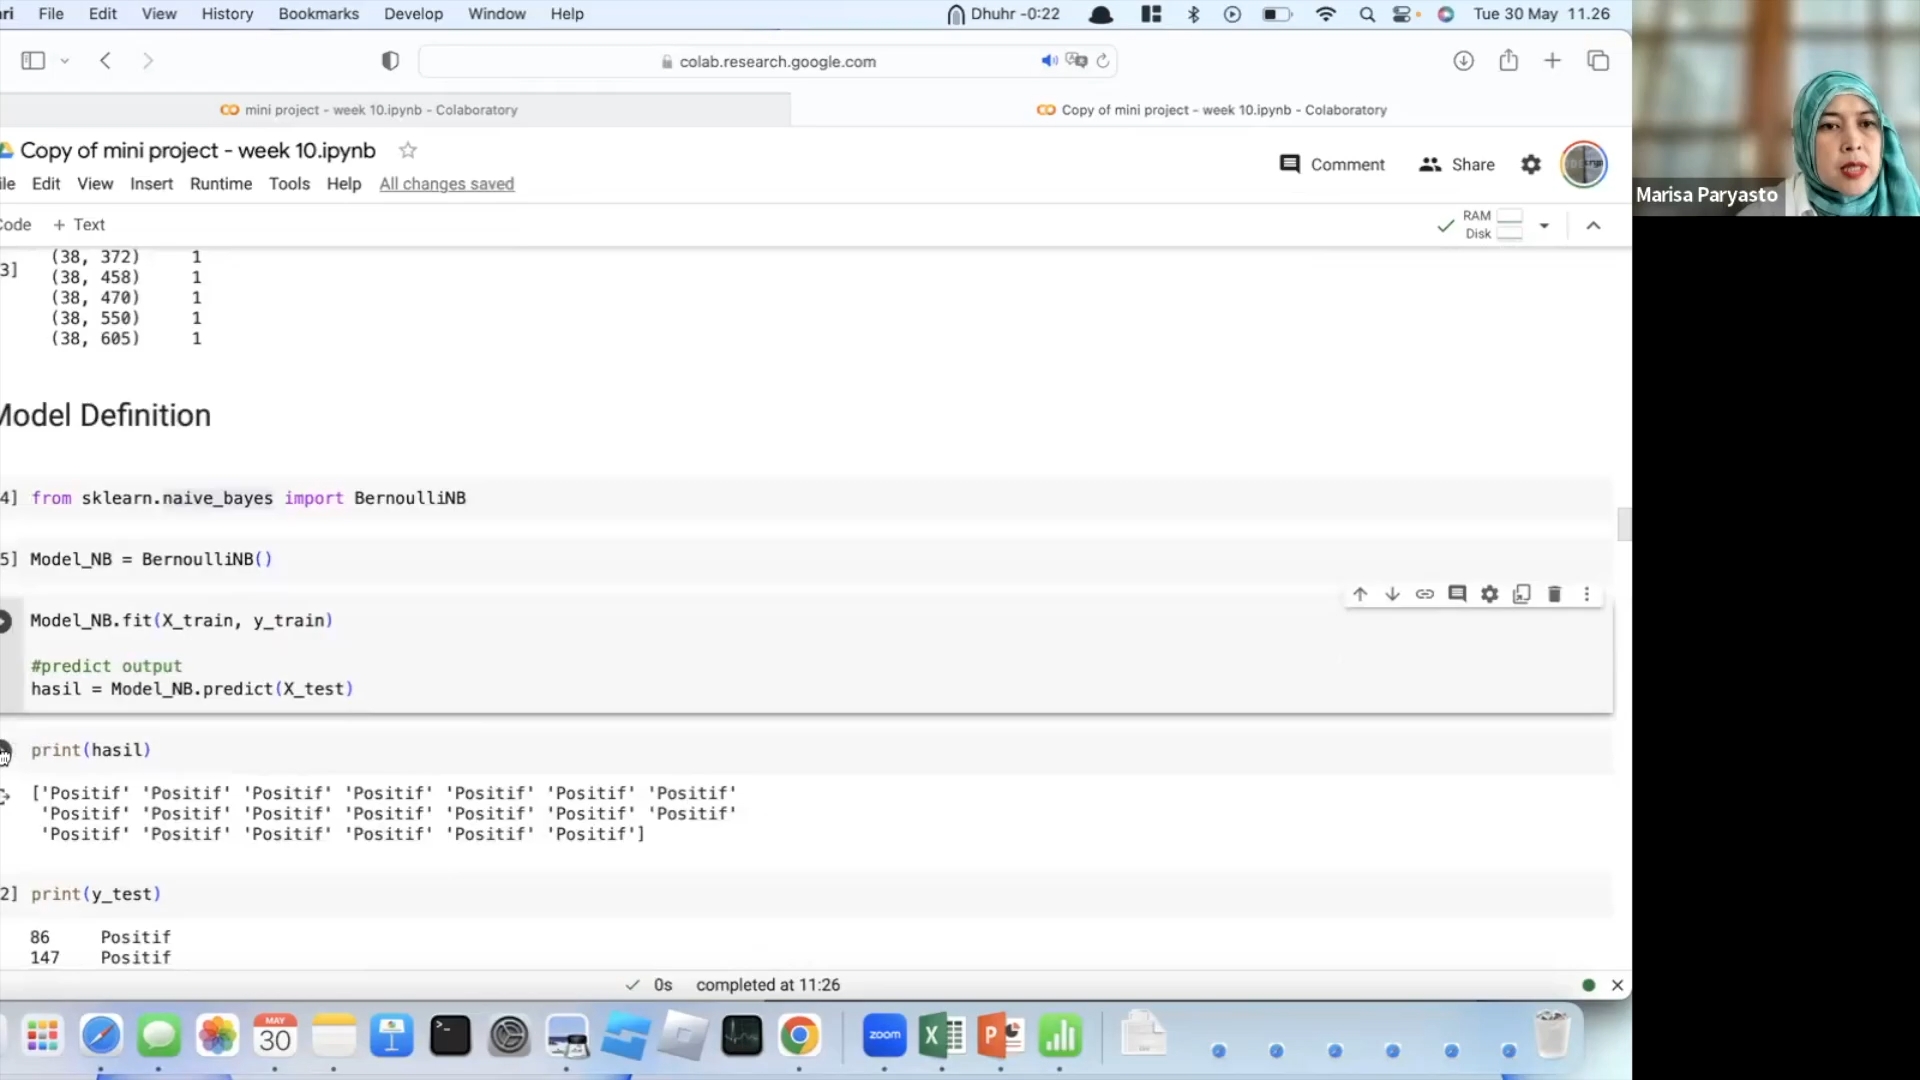 ri File Edit View History Bookmarks Develop Window Help Dhuhr -0:22 Tue 30 May 11.26
colab.research.google.com
mini project - week 10.ipynb - Colaboratory Copy of mini project - week 10.ipynb - Colaboratory
Copy of mini project - week 10.ipynb
Comment Share
ile Edit View Insert Runtime Tools Help All changes saved
Code + Text
RAM
Disk
Marisa Paryasto
(38, 372) 1
3]
(38, 458) 1
(38, 470) 1
(38, 550) 1
(38, 605) 1
Model Definition
4] from sklearn.naive_bayes import BernoulliNB
5] Model_NB = BernoulliNB()
Model_NB.fit(X_train, y_train)
#predict output
hasil = Model_NB.predict(X_test)
print(hasil)
['Positif' 'Positif' 'Positif' 'Positif' 'Positif' 'Positif' 'Positif'
'Positif' 'Positif' 'Positif' 'Positif' 'Positif' 'Positif' 'Positif'
'Positif' 'Positif' 'Positif' 'Positif' 'Positif' 'Positif']
2] print(y_test)
86 Positif
147 Positif
0s completed at 11:26
MAY
30
zoom
X
P